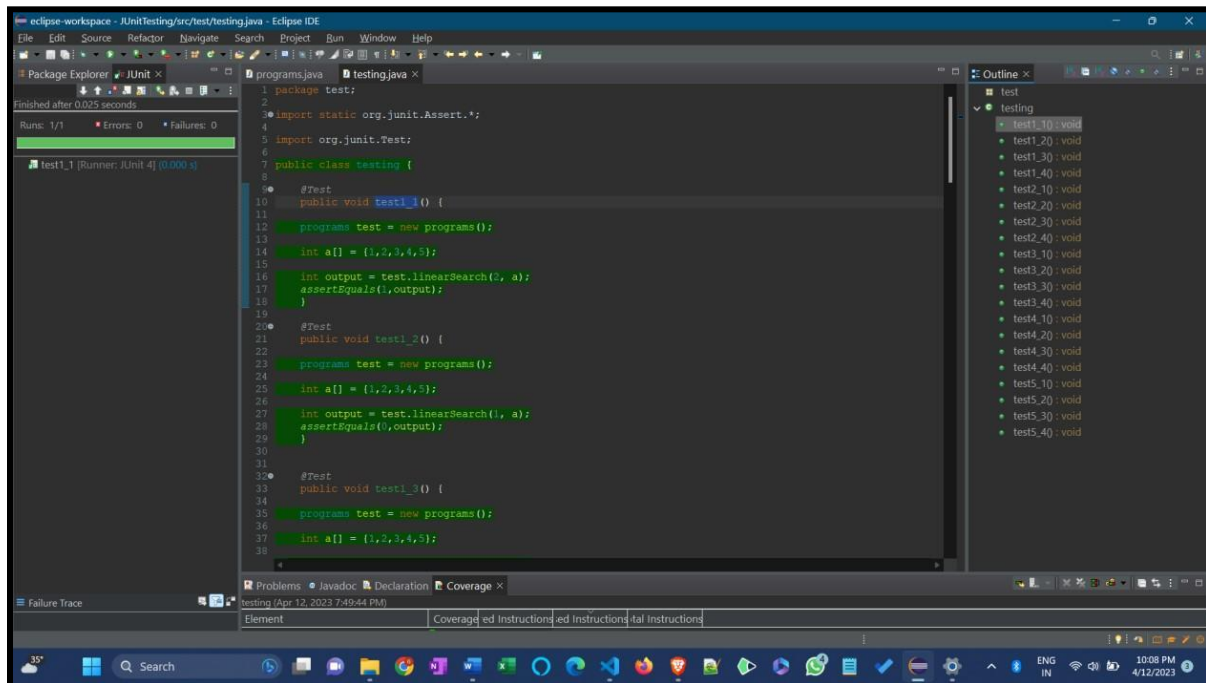 eclipse-workspace - JUnitTesting/src/test/testing.java - Eclipse IDE
File Edit Source Refactor Navigate Search Project Run Window Help
Package Explorer JUnit
Finished after 0.025 seconds
Runs: 1/1 Errors: 0 Failures: 0
test1_1 [Runner: JUnit 4] (0.000 s)
Failure Trace
programs.java testing.java
1 package test;
2
3 import static org.junit.Assert.*;
4
5 import org.junit.Test;
6
7 public class testing {
8
9 @Test
10 public void test1_1() {
11
12 programs test = new programs();
13
14 int a[] = {1,2,3,4,5};
15
16 int output = test.linearSearch(2, a);
17 assertEquals(1,output);
18 }
19
20 @Test
21 public void test1_2() {
22
23 programs test = new programs();
24
25 int a[] = {1,2,3,4,5};
26
27 int output = test.linearSearch(1, a);
28 assertEquals(0,output);
29 }
30
31
32 @Test
33 public void test1_3() {
34
35 programs test = new programs();
36
37 int a[] = {1,2,3,4,5};
38
Outline
test
testing
test1_1() : void
test1_2() : void
test1_3() : void
test1_4() : void
test2_1() : void
test2_2() : void
test2_3() : void
test2_4() : void
test3_1() : void
test3_2() : void
test3_3() : void
test3_4() : void
test4_1() : void
test4_2() : void
test4_3() : void
test4_4() : void
test5_1() : void
test5_2() : void
test5_3() : void
test5_4() : void
Problems Javadoc Declaration Coverage
testing (Apr 12, 2023 7:49:44 PM)
Element Coverage ed Instructions ed Instructions tal Instructions
35°
Search
ENG
IN
10:08 PM
4/12/2023